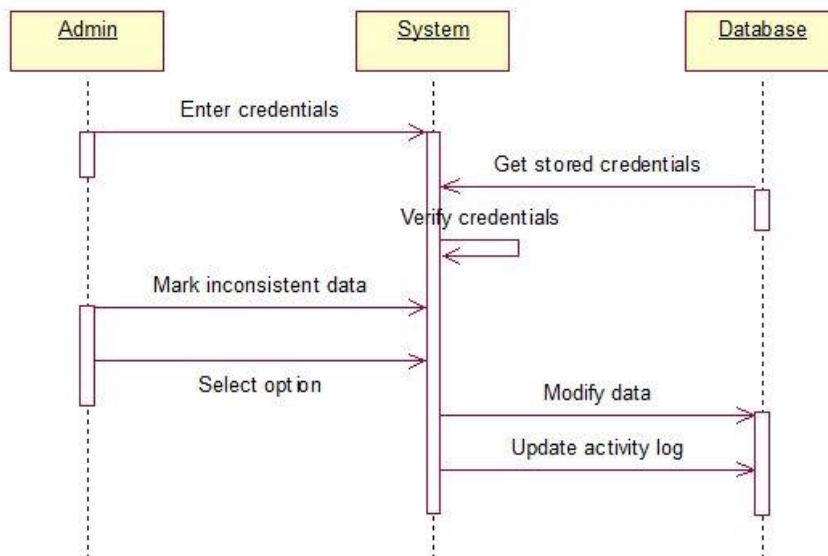 Admin
System
Database
Enter credentials
Get stored credentials
Verify credentials
Mark inconsistent data
Select option
Modify data
Update activity log